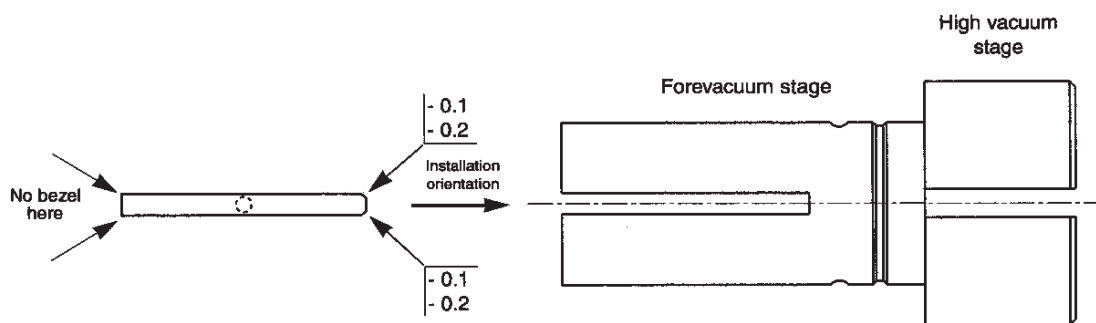 High vacuum
stage
Forevacuum stage
- 0.1
- 0.2
Installation
orientation
No bezel
here
- 0.1
- 0.2